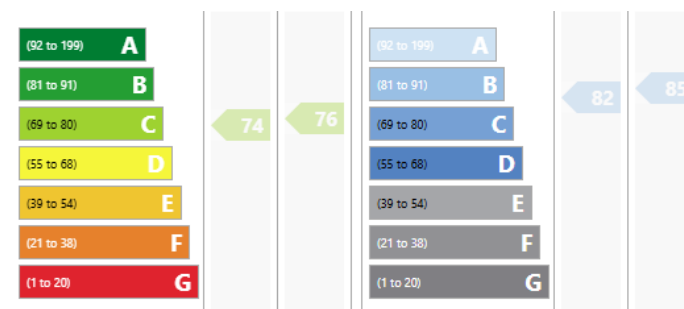 (92 to 199) A
(81 to 91) B
(69 to 80) C
(55 to 68) D
(39 to 54) E
(21 to 38) F
(1 to 20) G
74
76
(92 to 199) A
(81 to 91) B
(69 to 80) C
(55 to 68) D
(39 to 54) E
(21 to 38) F
(1 to 20) G
82
85